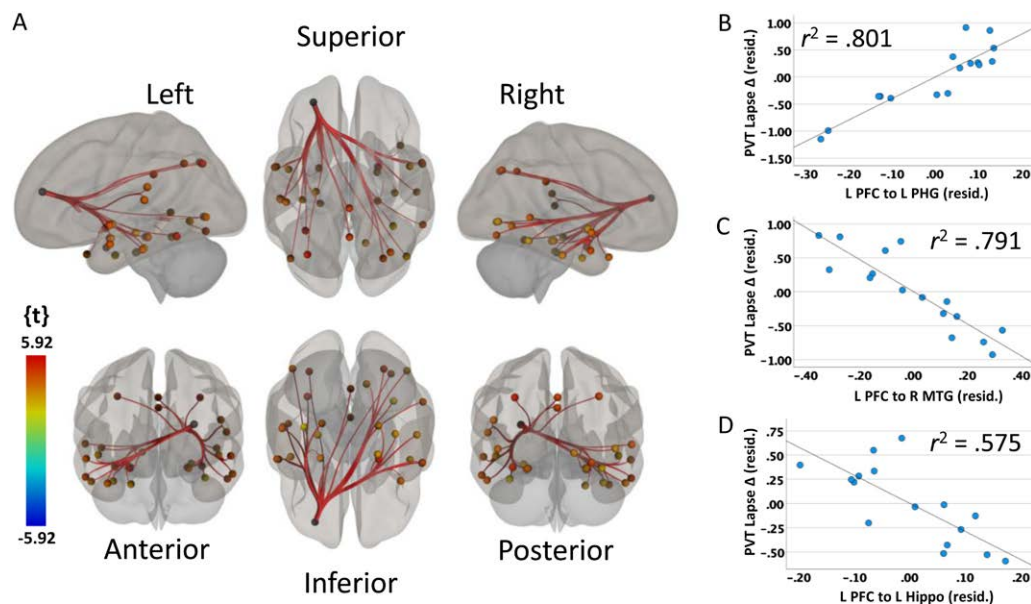 A
Superior
Left
Right
{t}
5.92
-5.92
Anterior
Inferior
Posterior
B
r² = .801
PVT Lapse Δ (resid.)
1.00
.50
.00
-.50
-1.00
-1.50
-.30 -.20 -.10 .00 .10 .20
L PFC to L PHG (resid.)
C
r² = .791
PVT Lapse Δ (resid.)
1.00
.50
.00
-.50
-1.00
-.40 -.20 .00 .20 .40
L PFC to R MTG (resid.)
D
r² = .575
PVT Lapse Δ (resid.)
.75
.50
.25
.00
-.25
-.50
-.20 -.10 .00 .10 .20
L PFC to L Hippo (resid.)